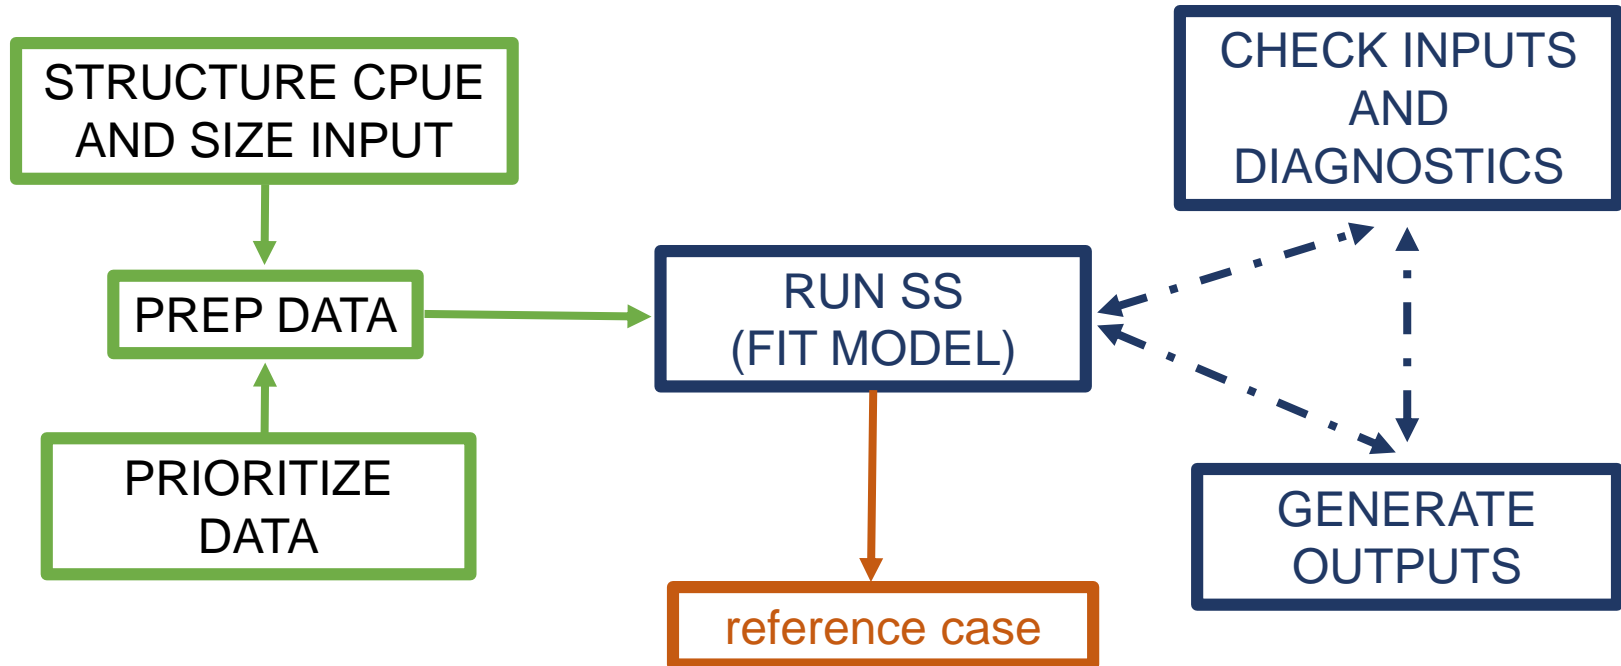 STRUCTURE CPUE
AND SIZE INPUT
PREP DATA
PRIORITIZE
DATA
RUN SS
(FIT MODEL)
reference case
CHECK INPUTS
AND
DIAGNOSTICS
GENERATE
OUTPUTS